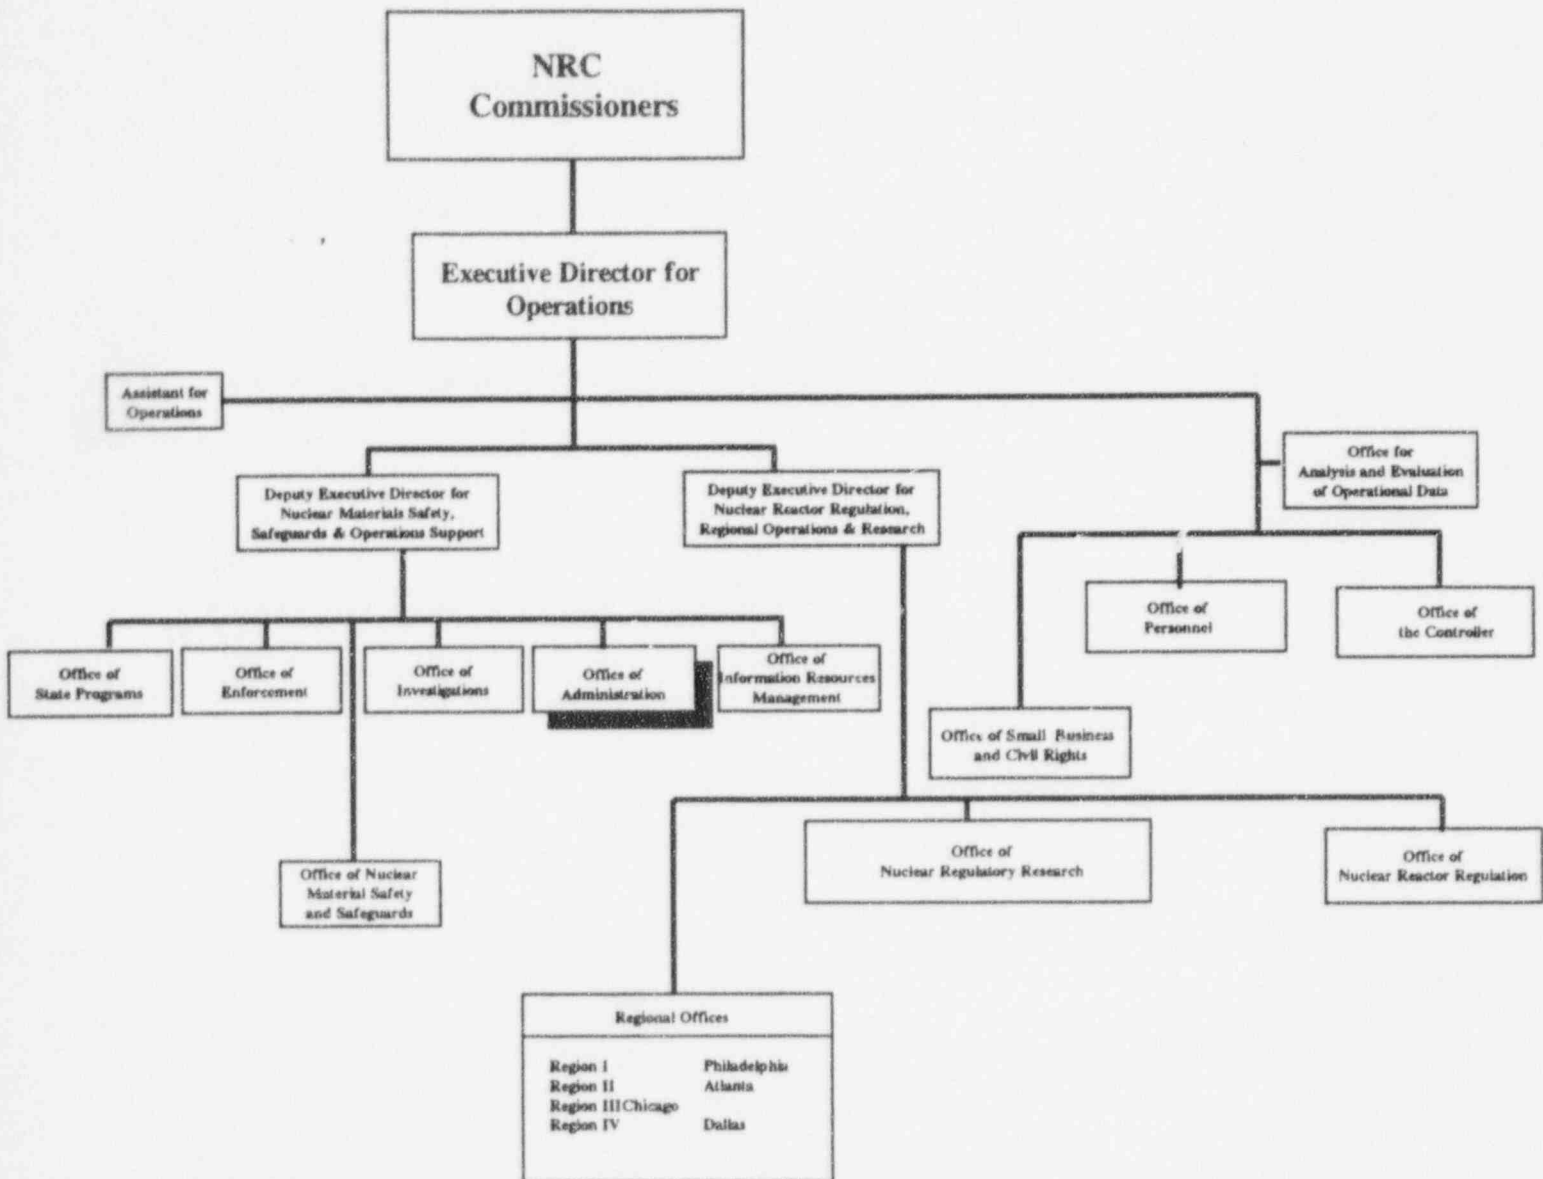 NRC
Commissioners
Executive Director for
Operations
Assistant for
Operations
Office for
Analysis and Evaluation
of Operational Data
Deputy Executive Director for
Nuclear Materials Safety,
Safeguards & Operations Support
Deputy Executive Director for
Nuclear Reactor Regulation,
Regional Operations & Research
Office of
Personnel
Office of
the Controller
Office of
State Programs
Office of
Enforcement
Office of
Investigations
Office of
Administration
Office of
Information Resources
Management
Office of Small Business
and Civil Rights
Office of Nuclear
Material Safety
and Safeguards
Office of
Nuclear Regulatory Research
Office of
Nuclear Reactor Regulation
Regional Offices
Region I Philadelphia
Region II Atlanta
Region III Chicago
Region IV Dallas